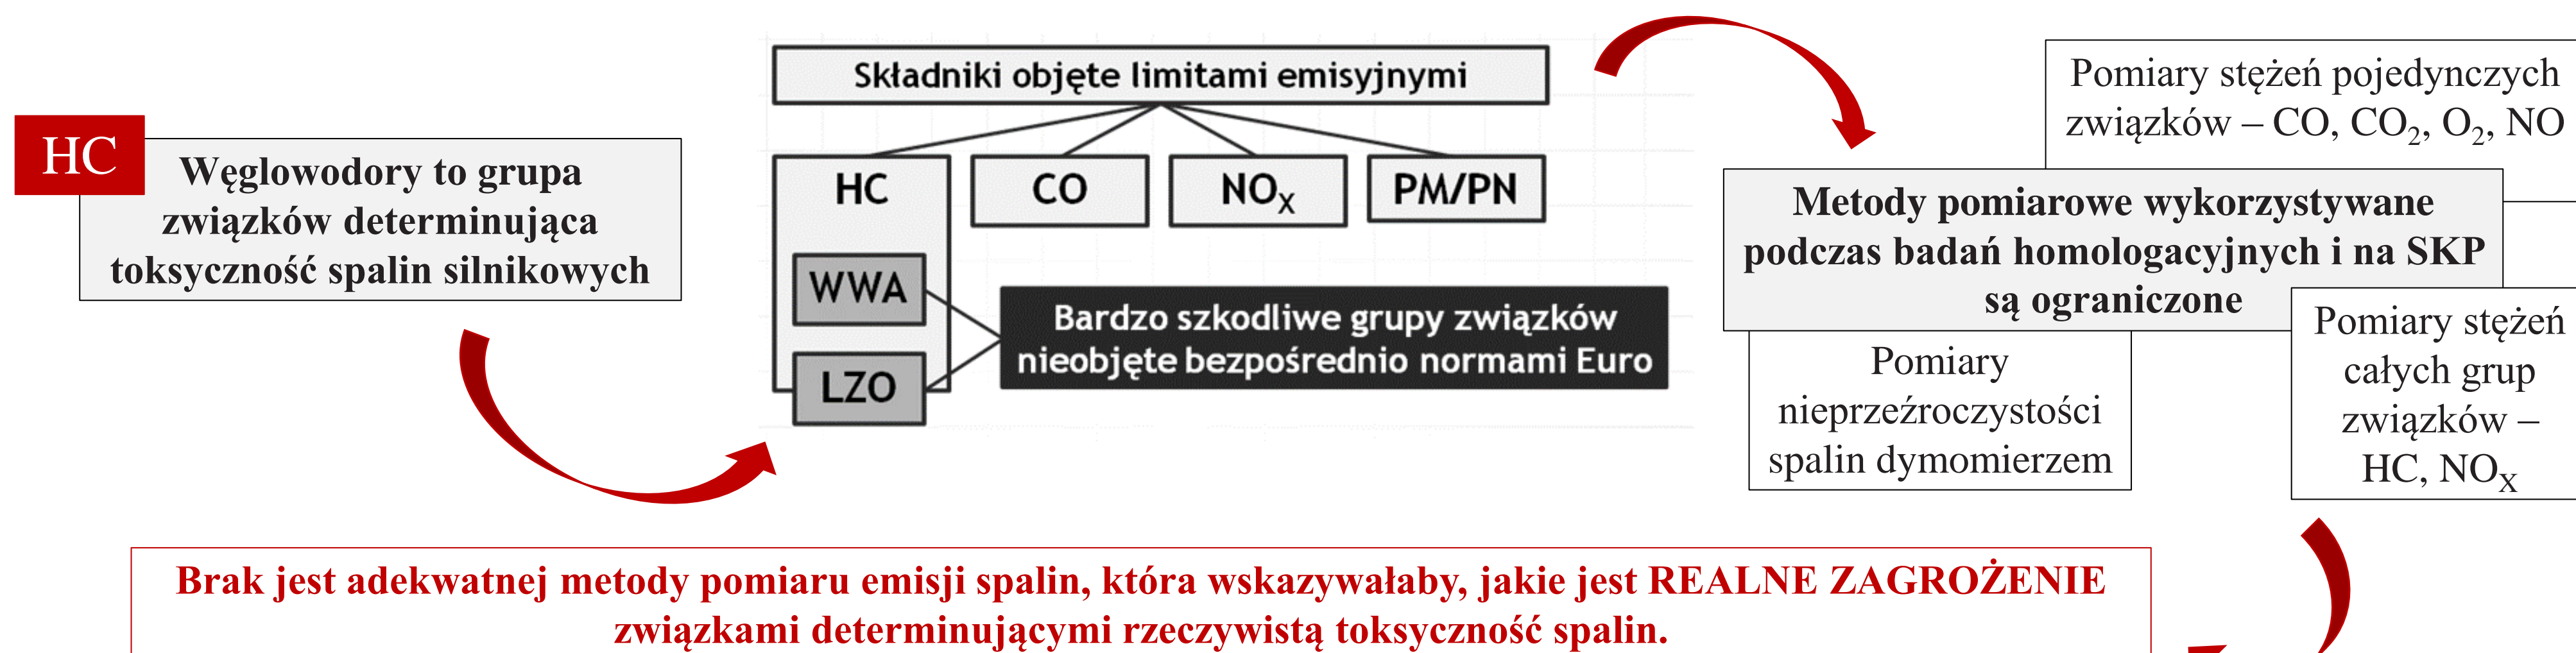 HC
Węglowodory to grupa
związków determinująca
toksyczność spalin silnikowych
Składniki objęte limitami emisyjnymi
HC
CO
NOX
PM/PN
WWA
LZO
Bardzo szkodliwe grupy związków
nieobjęte bezpośrednio normami Euro
Pomiary stężeń pojedynczych
związków – CO, CO2, O2, NO
Metody pomiarowe wykorzystywane
podczas badań homologacyjnych i na SKP
są ograniczone
Pomiary
nieprzeźroczystości
spalin dymomierzem
Pomiary stężeń
całych grup
związków –
HC, NOX
Brak jest adekwatnej metody pomiaru emisji spalin, która wskazywałaby, jakie jest REALNE ZAGROŻENIE
związkami determinującymi rzeczywistą toksyczność spalin.